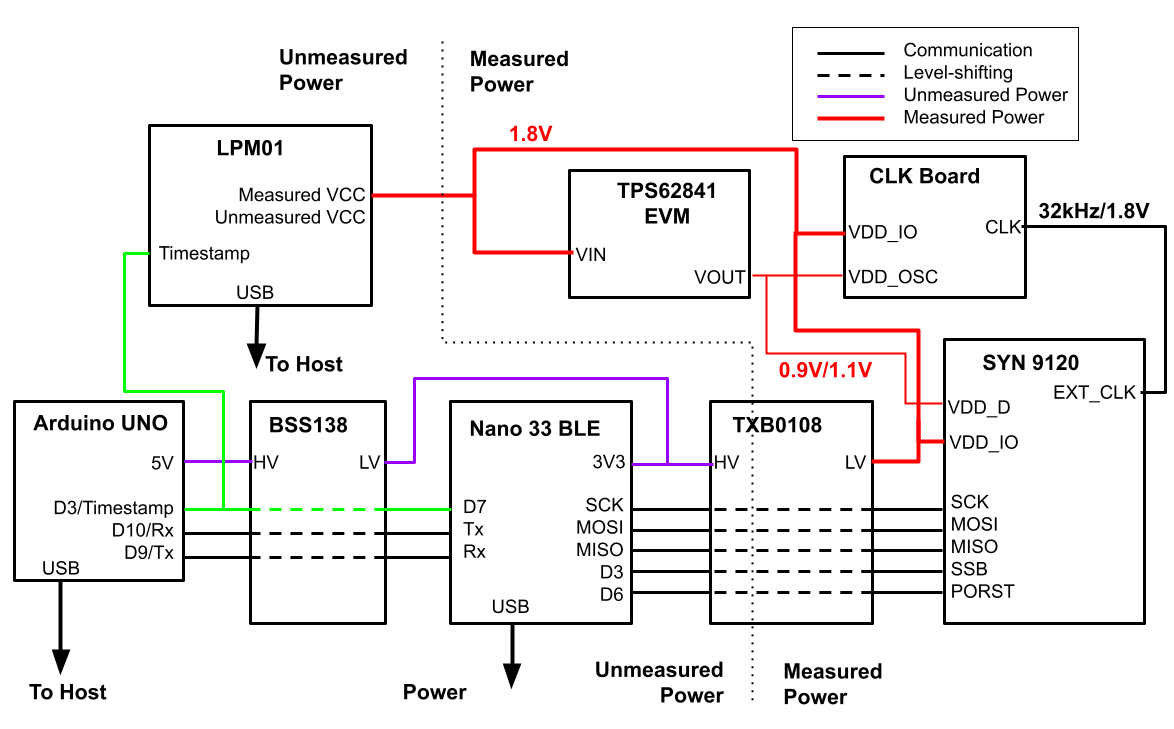 Unmeasured
Power
Measured
Power
Communication
Level-shifting
Unmeasured Power
Measured Power
1.8V
LPM01
Measured VCC
Unmeasured VCC
Timestamp
USB
To Host
TPS62841
EVM
VIN
VOUT
CLK Board
VDD_IO
CLK
VDD_OSC
32kHz/1.8V
0.9V/1.1V
SYN 9120
EXT_CLK
VDD_D
VDD_IO
SCK
MOSI
MISO
SSB
PORST
Arduino UNO
5V
D3/Timestamp
D10/Rx
D9/Tx
USB
To Host
BSS138
HV
LV
Nano 33 BLE
3V3
D7
Tx
Rx
SCK
MOSI
MISO
D3
D6
USB
Power
TXB0108
HV
LV
Unmeasured
Power
Measured
Power